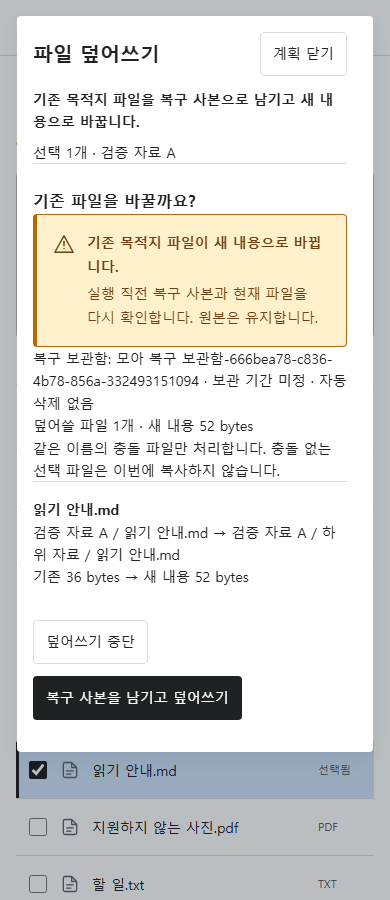 파일 덮어쓰기
계획 닫기
기존 목적지 파일을 복구 사본으로 남기고 새 내
용으로 바꿉니다.
선택 1개 · 검증 자료 A
기존 파일을 바꿀까요?
기존 목적지 파일이 새 내용으로 바뀝
니다.
실행 직전 복구 사본과 현재 파일을
다시 확인합니다. 원본은 유지합니다.
복구 보관함: 모아 복구 보관함-666bea78-c836-
4b78-856a-332493151094 · 보관 기간 미정 · 자동
삭제 없음
덮어쓸 파일 1개 · 새 내용 52 bytes
같은 이름의 충돌 파일만 처리합니다. 충돌 없는
선택 파일은 이번에 복사하지 않습니다.
읽기 안내.md
검증 자료 A / 읽기 안내.md → 검증 자료 A / 하
위 자료 / 읽기 안내.md
기존 36 bytes → 새 내용 52 bytes
덮어쓰기 중단
복구 사본을 남기고 덮어쓰기
읽기 안내.md
선택됨
지원하지 않는 사진.pdf
PDF
할 일.txt
TXT